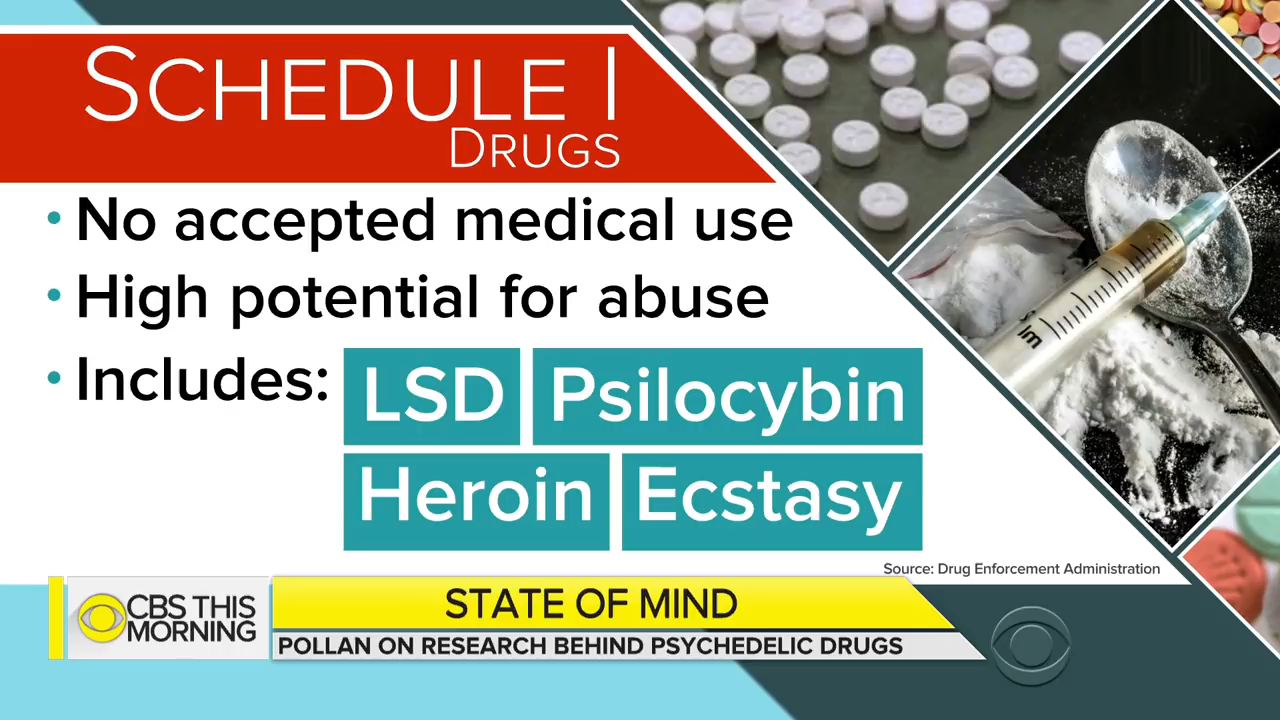 SCHEDULE I
DRUGS
• No accepted medical use
• High potential for abuse
• Includes: LSD Psilocybin
Heroin Ecstasy
Source: Drug Enforcement Administration
CBS THIS
MORNING
STATE OF MIND
POLLAN ON RESEARCH BEHIND PSYCHEDELIC DRUGS
ml